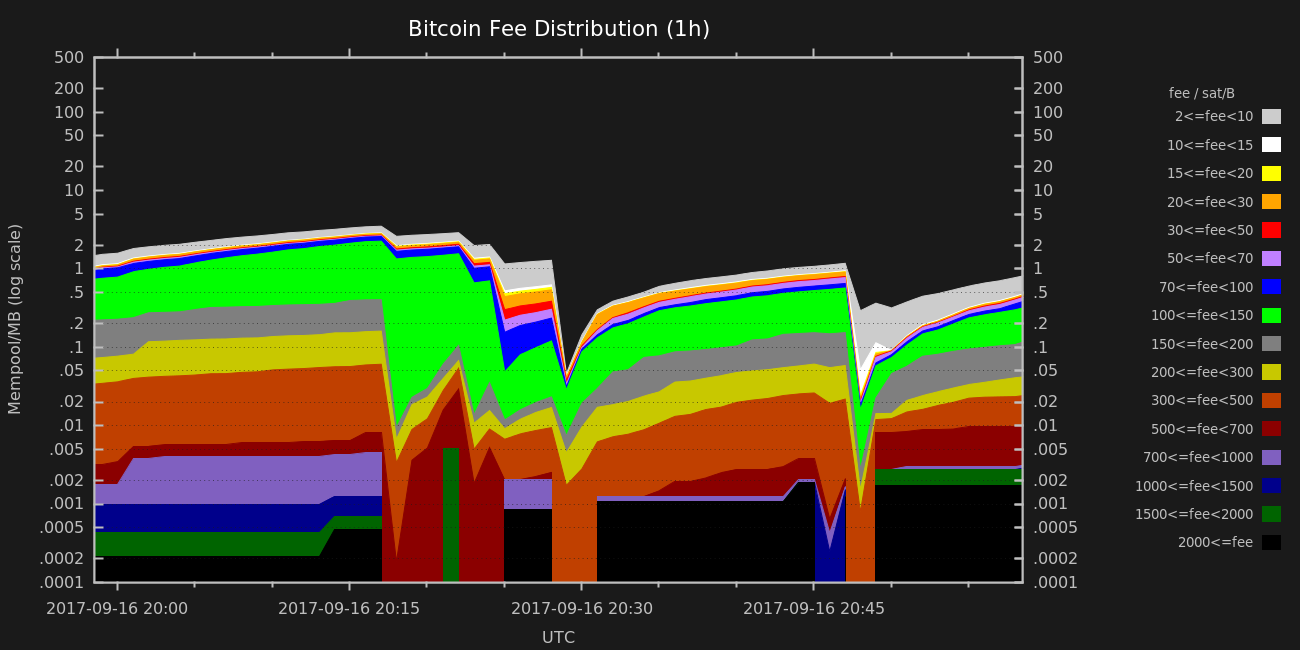 Bitcoin Fee Distribution (1h)
Mempool/MB (log scale)
500 500
200 200
100 100
50 50
20 20
10 10
5 5
2 2
1 1
.5 .5
.2 .2
.1 .1
.05 .05
.02 .02
.01 .01
.005 .005
.002 .002
.001 .001
.0005 .0005
.0002 .0002
.0001 .0001
2017-09-16 20:00 2017-09-16 20:15 2017-09-16 20:30 2017-09-16 20:45
UTC
fee / sat/B
2<=fee<10
10<=fee<15
15<=fee<20
20<=fee<30
30<=fee<50
50<=fee<70
70<=fee<100
100<=fee<150
150<=fee<200
200<=fee<300
300<=fee<500
500<=fee<700
700<=fee<1000
1000<=fee<1500
1500<=fee<2000
2000<=fee